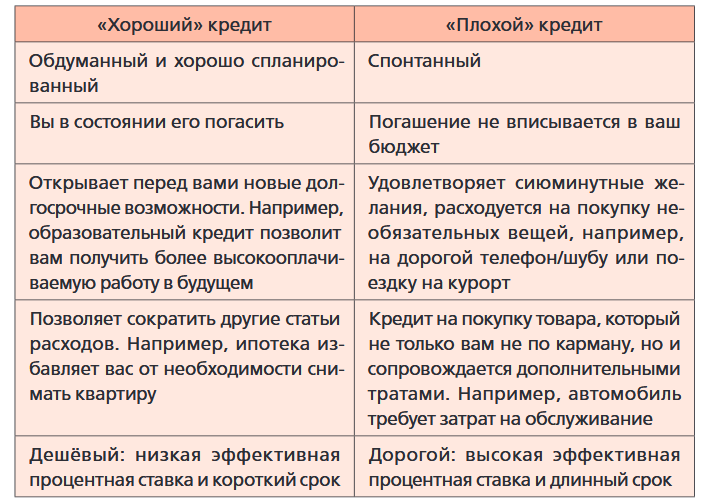 «Хороший» кредит
«Плохой» кредит
Обдуманный и хорошо спланиро-
ванный
Спонтанный
Вы в состоянии его погасить
Погашение не вписывается в ваш
бюджет
Открывает перед вами новые дол-
госрочные возможности. Например,
образовательный кредит позволит
вам получить более высокооплачи-
ваемую работу в будущем
Удовлетворяет сиюминутные же-
лания, расходуется на покупку не-
обязательных вещей, например,
на дорогой телефон/шубу или по-
ездку на курорт
Позволяет сократить другие статьи
расходов. Например, ипотека из-
бавляет вас от необходимости сни-
мать квартиру
Кредит на покупку товара, который
не только вам не по карману, но и
сопровождается дополнительными
тратами. Например, автомобиль
требует затрат на обслуживание
Дешёвый: низкая эффективная
процентная ставка и короткий срок
Дорогой: высокая эффективная
процентная ставка и длинный срок